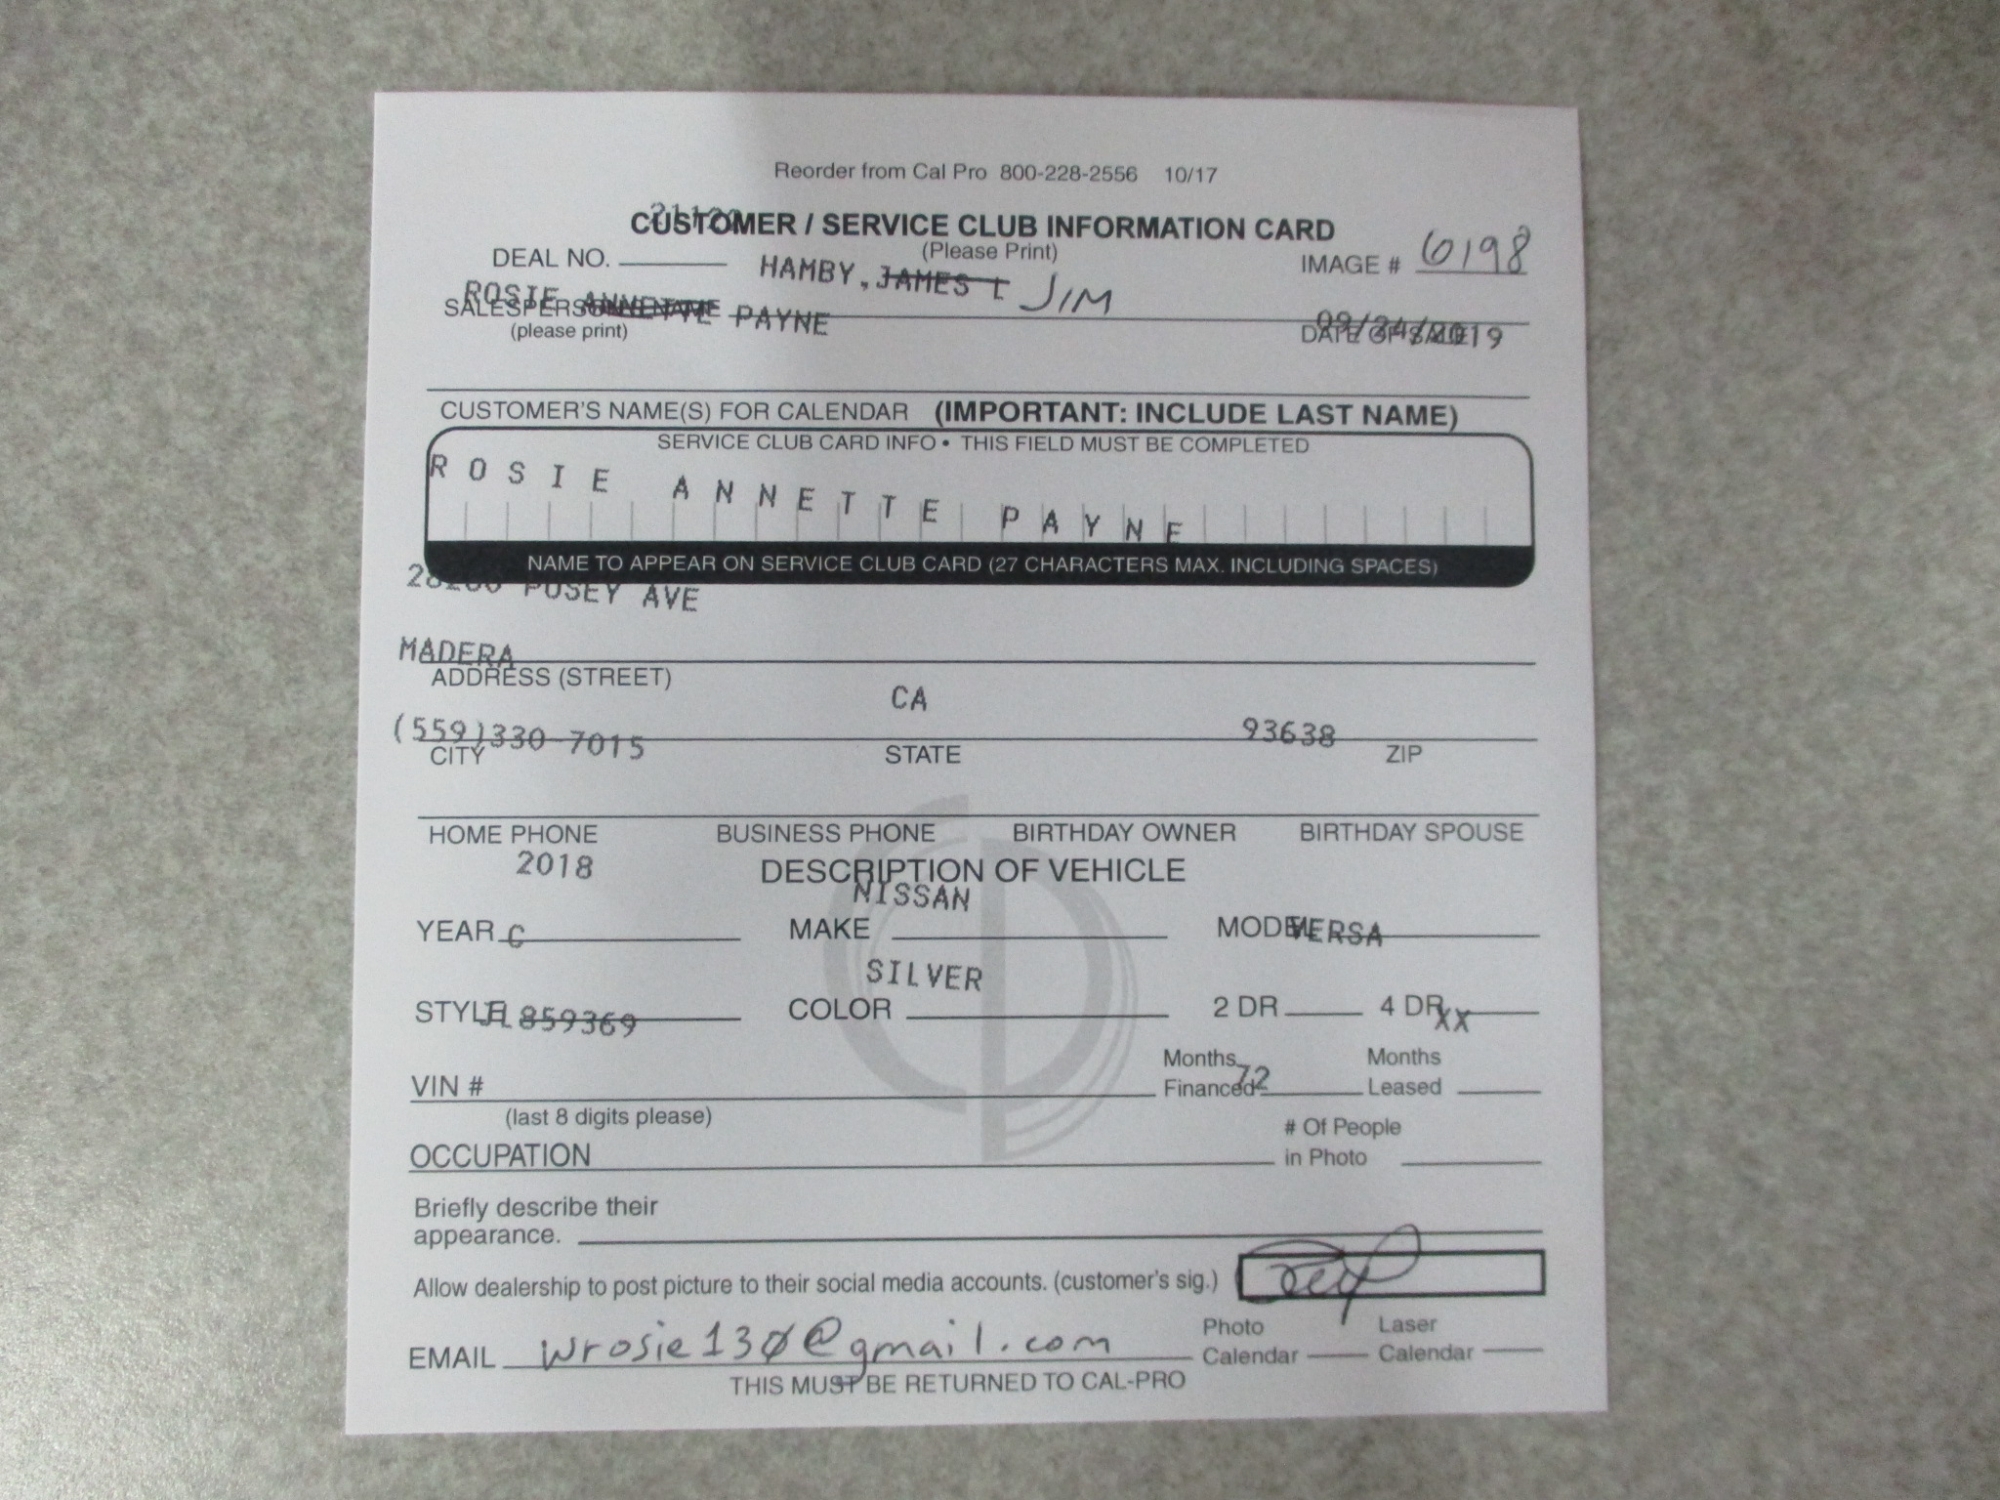 Reorder from Cal Pro 800-228-2556 10/17
CUSTOMER / SERVICE CLUB INFORMATION CARD
(Please Print)
DEAL NO. HAMBY, JAMES L JIM IMAGE # 6198
ROSIE PAYNE
SALESPERSON'S NAME DATE OF SALE
(please print)
CUSTOMER'S NAME(S) FOR CALENDAR (IMPORTANT: INCLUDE LAST NAME)
SERVICE CLUB CARD INFO • THIS FIELD MUST BE COMPLETED
ROSIE ANNETTE PAYNE
NAME TO APPEAR ON SERVICE CLUB CARD (27 CHARACTERS MAX. INCLUDING SPACES)
POSEY AVE
MADERA
ADDRESS (STREET)
CA
(559)330-7015 93638
CITY STATE ZIP
HOME PHONE BUSINESS PHONE BIRTHDAY OWNER BIRTHDAY SPOUSE
2018 DESCRIPTION OF VEHICLE
NISSAN
YEAR C MAKE MODEL VERSA
SILVER
STYLE JL859369 COLOR 2 DR 4 DR XX
Months Months
VIN # Financed 72 Leased
(last 8 digits please)
# Of People
OCCUPATION in Photo
Briefly describe their
appearance.
Allow dealership to post picture to their social media accounts. (customer's sig.)
Photo Laser
EMAIL wrosie130@gmail.com Calendar Calendar
THIS MUST BE RETURNED TO CAL-PRO